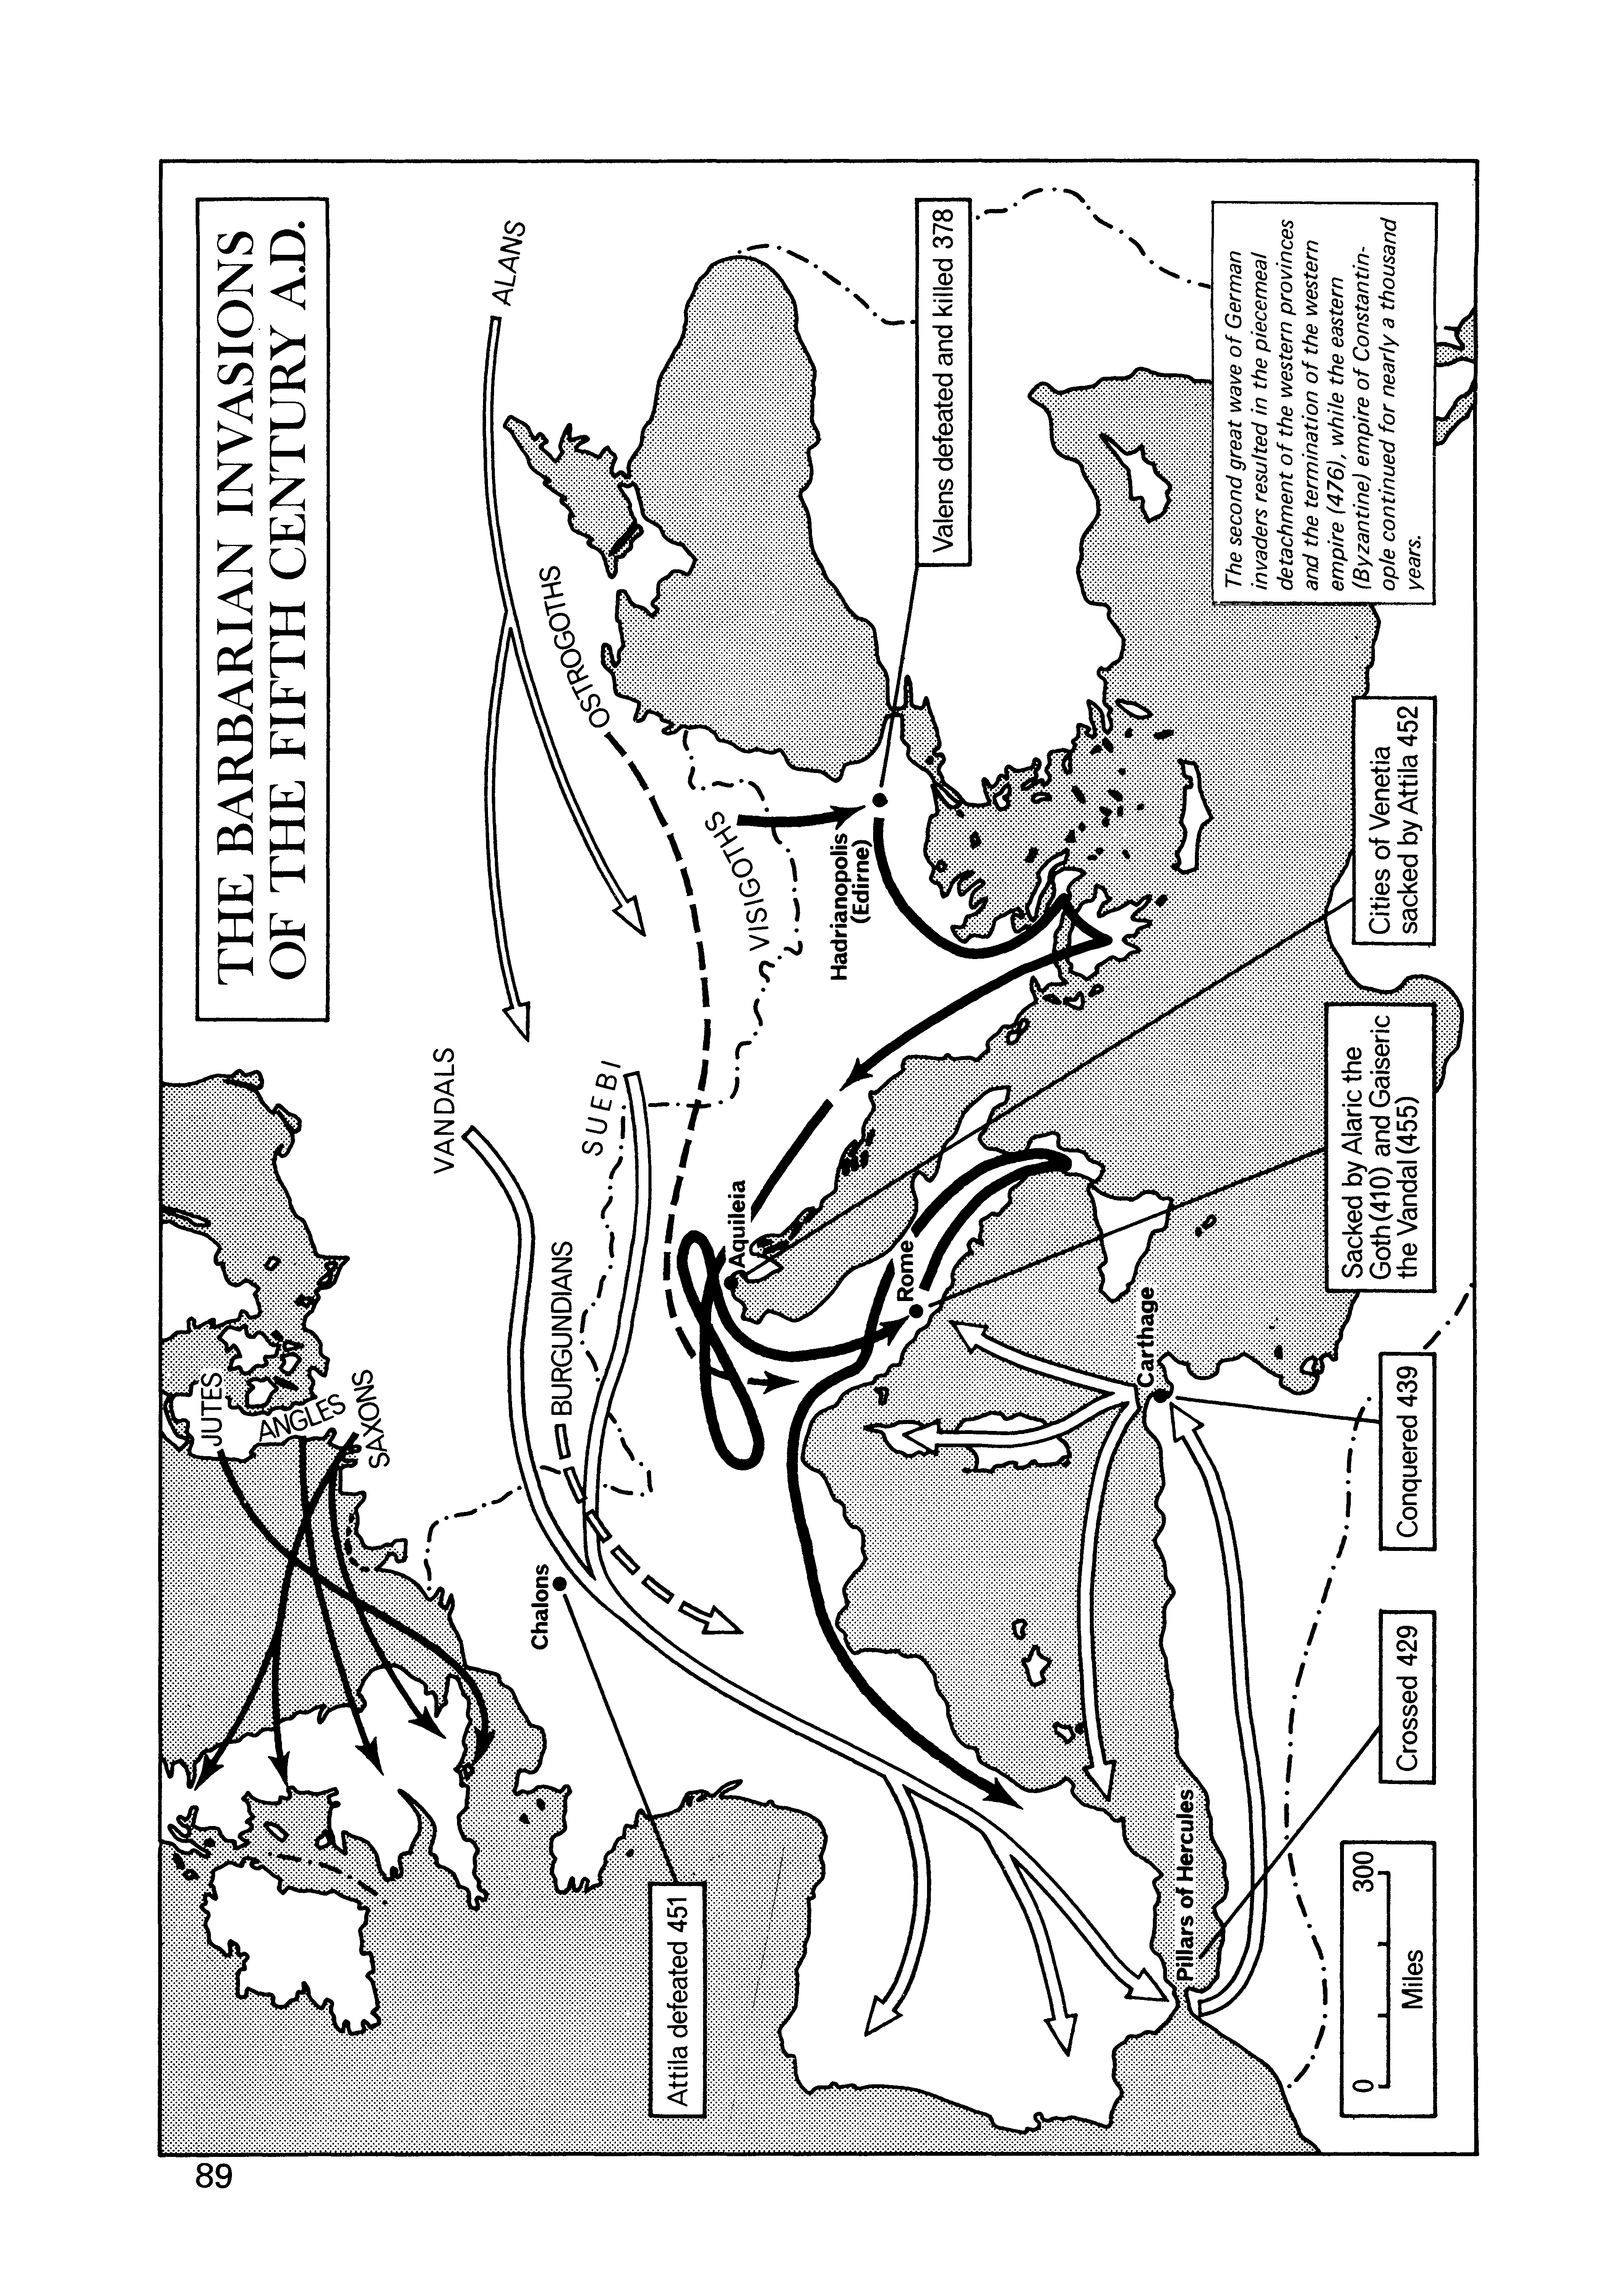 THE BARBARIAN INVASIONS
OF THE FIFTH CENTURY A.D.
JUTES
ANGLES
SAXONS
VANDALS
ALANS
SUEBI
BURGUNDIANS
OSTROGOTHS
VISIGOTHS
Chalons
Attila defeated 451
Aquileia
Hadrianopolis
(Edirne)
Valens defeated and killed 378
Rome
Carthage
Pillars of Hercules
The second great wave of German
invaders resulted in the piecemeal
detachment of the western provinces
and the termination of the western
empire (476), while the eastern
(Byzantine) empire of Constantin-
ople continued for nearly a thousand
years.
Cities of Venetia
sacked by Attila 452
Sacked by Alaric the
Goth (410) and Gaiseric
the Vandal (455)
Conquered 439
Crossed 429
0 300
Miles
89